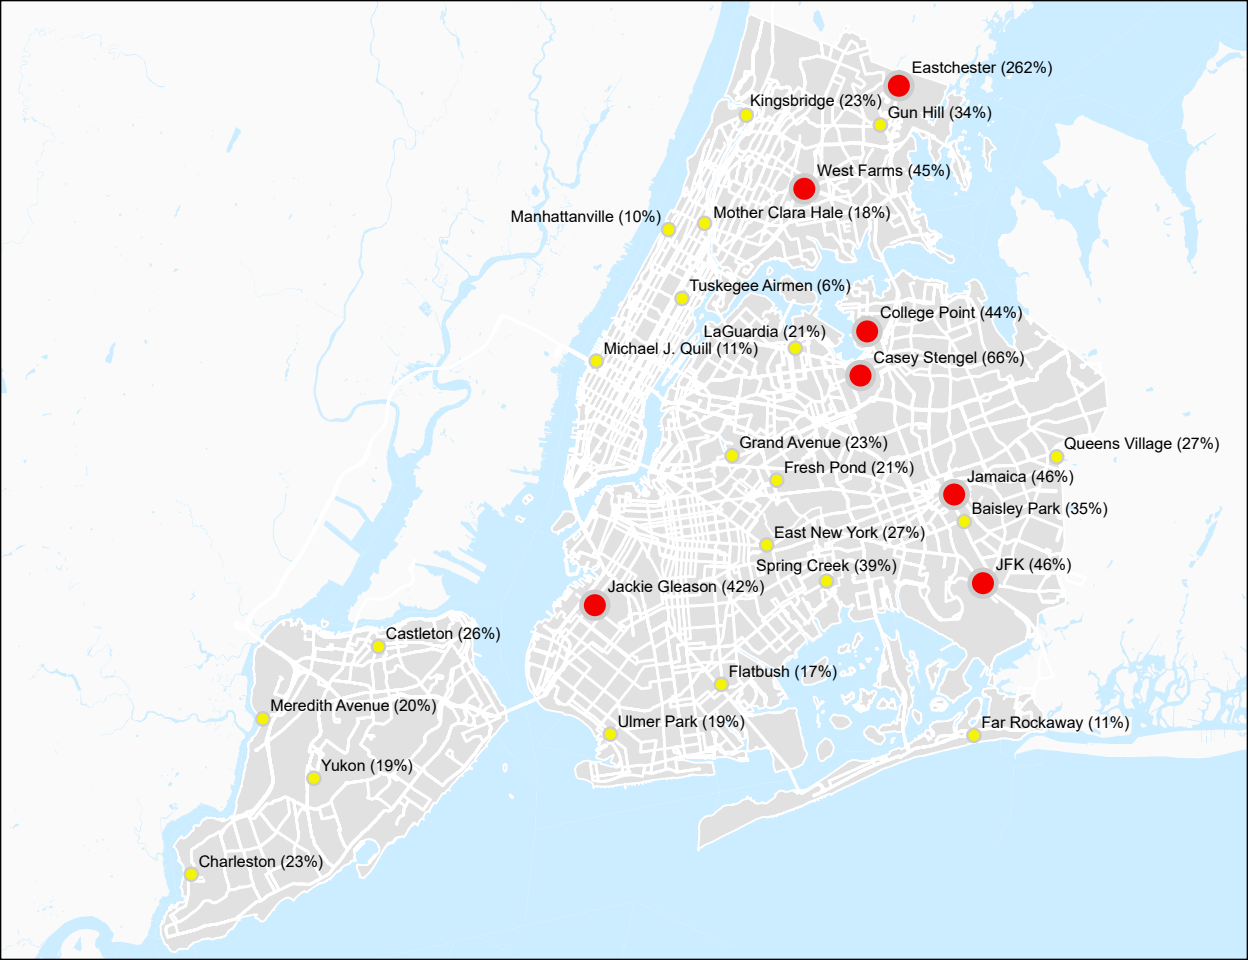 Eastchester (262%)
Kingsbridge (23%)
Gun Hill (34%)
West Farms (45%)
Manhattanville (10%)
Mother Clara Hale (18%)
Tuskegee Airmen (6%)
College Point (44%)
LaGuardia (21%)
Michael J. Quill (11%)
Casey Stengel (66%)
Grand Avenue (23%)
Queens Village (27%)
Fresh Pond (21%)
Jamaica (46%)
Baisley Park (35%)
East New York (27%)
Spring Creek (39%)
JFK (46%)
Jackie Gleason (42%)
Castleton (26%)
Flatbush (17%)
Meredith Avenue (20%)
Ulmer Park (19%)
Far Rockaway (11%)
Yukon (19%)
Charleston (23%)